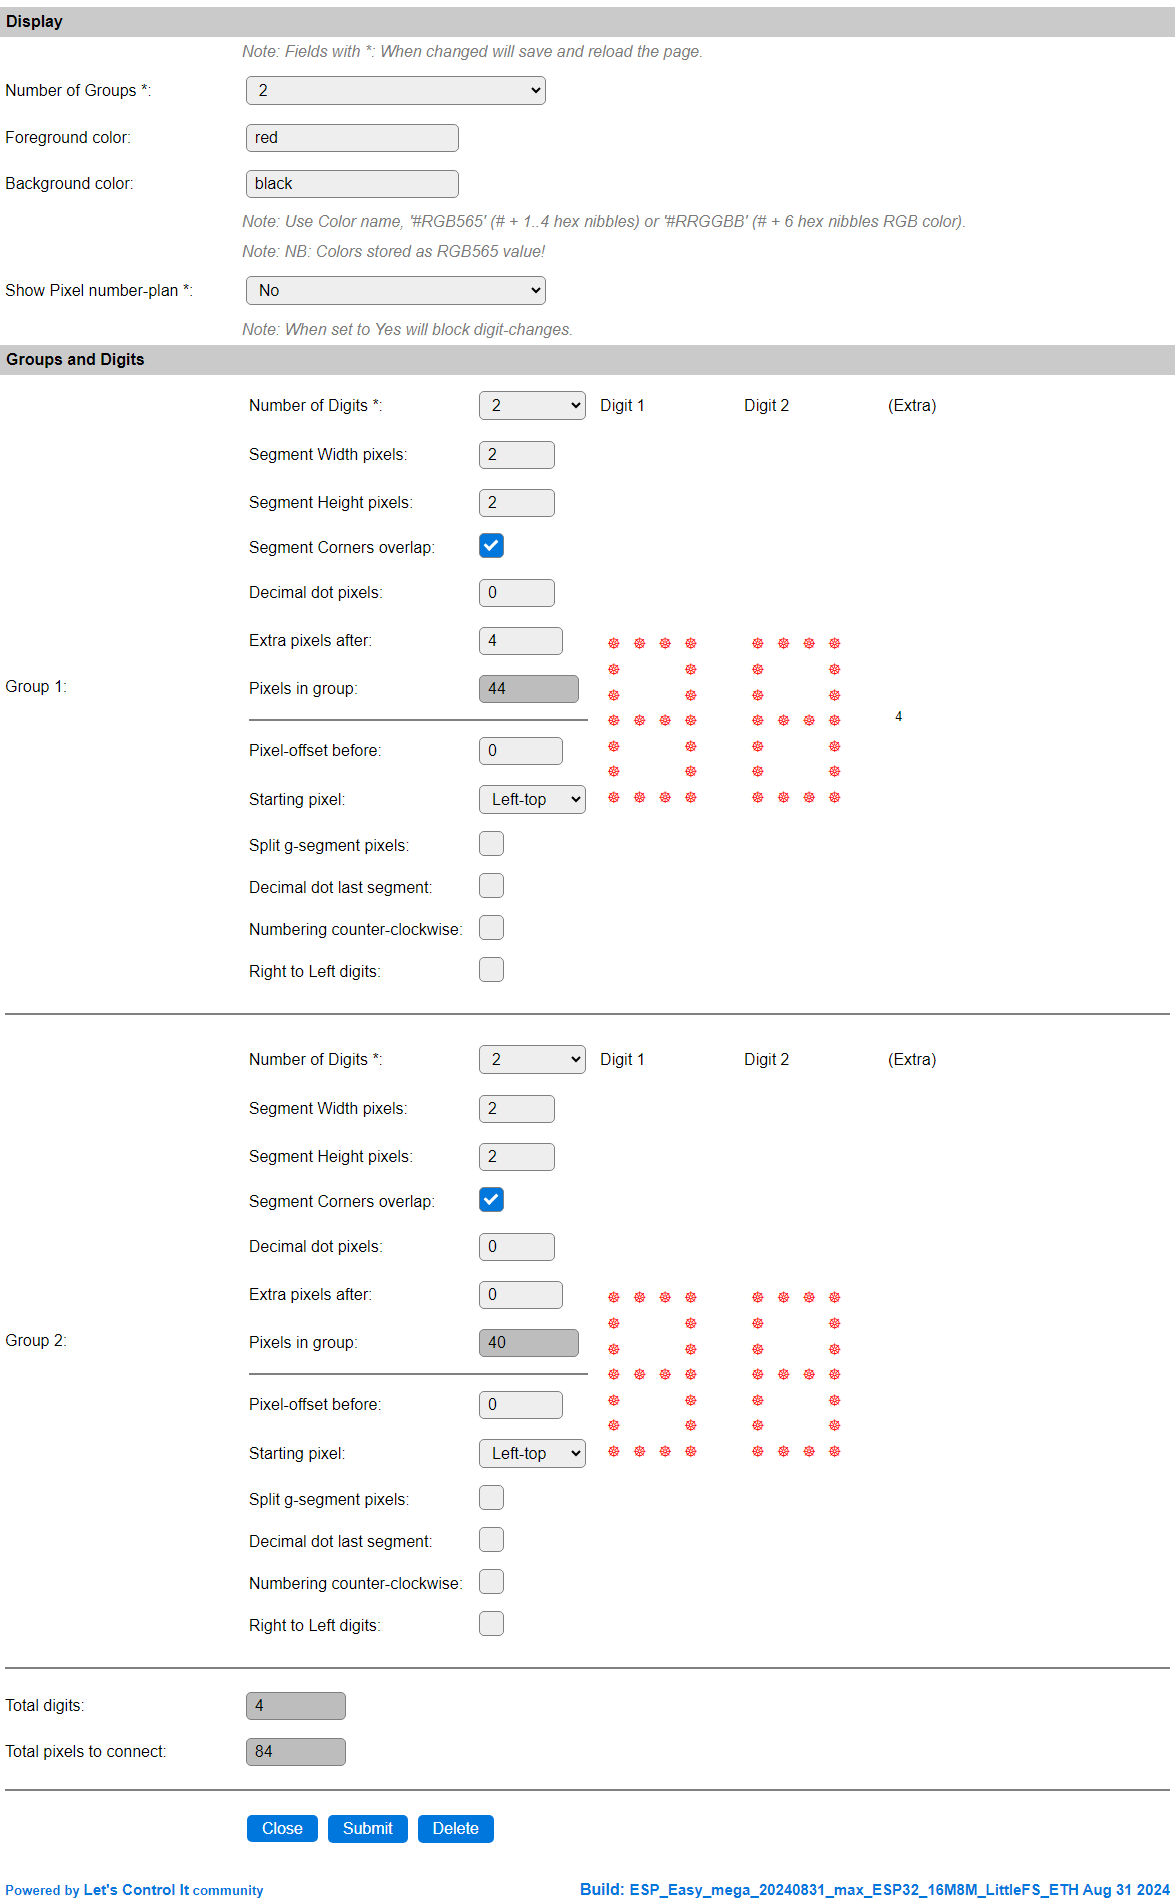 Display
Note: Fields with *: When changed will save and reload the page.
Number of Groups *: 2
Foreground color: red
Background color: black
Note: Use Color name, '#RGB565' (# + 1..4 hex nibbles) or '#RRGGBB' (# + 6 hex nibbles RGB color).
Note: NB: Colors stored as RGB565 value!
Show Pixel number-plan *: No
Note: When set to Yes will block digit-changes.
Groups and Digits
Number of Digits *: 2 Digit 1 Digit 2 (Extra)
Segment Width pixels: 2
Segment Height pixels: 2
Segment Corners overlap:
Decimal dot pixels: 0
Extra pixels after: 4
Group 1:
Pixels in group: 44
4
Pixel-offset before: 0
Starting pixel: Left-top
Split g-segment pixels:
Decimal dot last segment:
Numbering counter-clockwise:
Right to Left digits:
Number of Digits *: 2 Digit 1 Digit 2 (Extra)
Segment Width pixels: 2
Segment Height pixels: 2
Segment Corners overlap:
Decimal dot pixels: 0
Extra pixels after: 0
Group 2:
Pixels in group: 40
Pixel-offset before: 0
Starting pixel: Left-top
Split g-segment pixels:
Decimal dot last segment:
Numbering counter-clockwise:
Right to Left digits:
Total digits: 4
Total pixels to connect: 84
Close Submit Delete
Powered by Let's Control It community
Build: ESP_Easy_mega_20240831_max_ESP32_16M8M_LittleFS_ETH Aug 31 2024